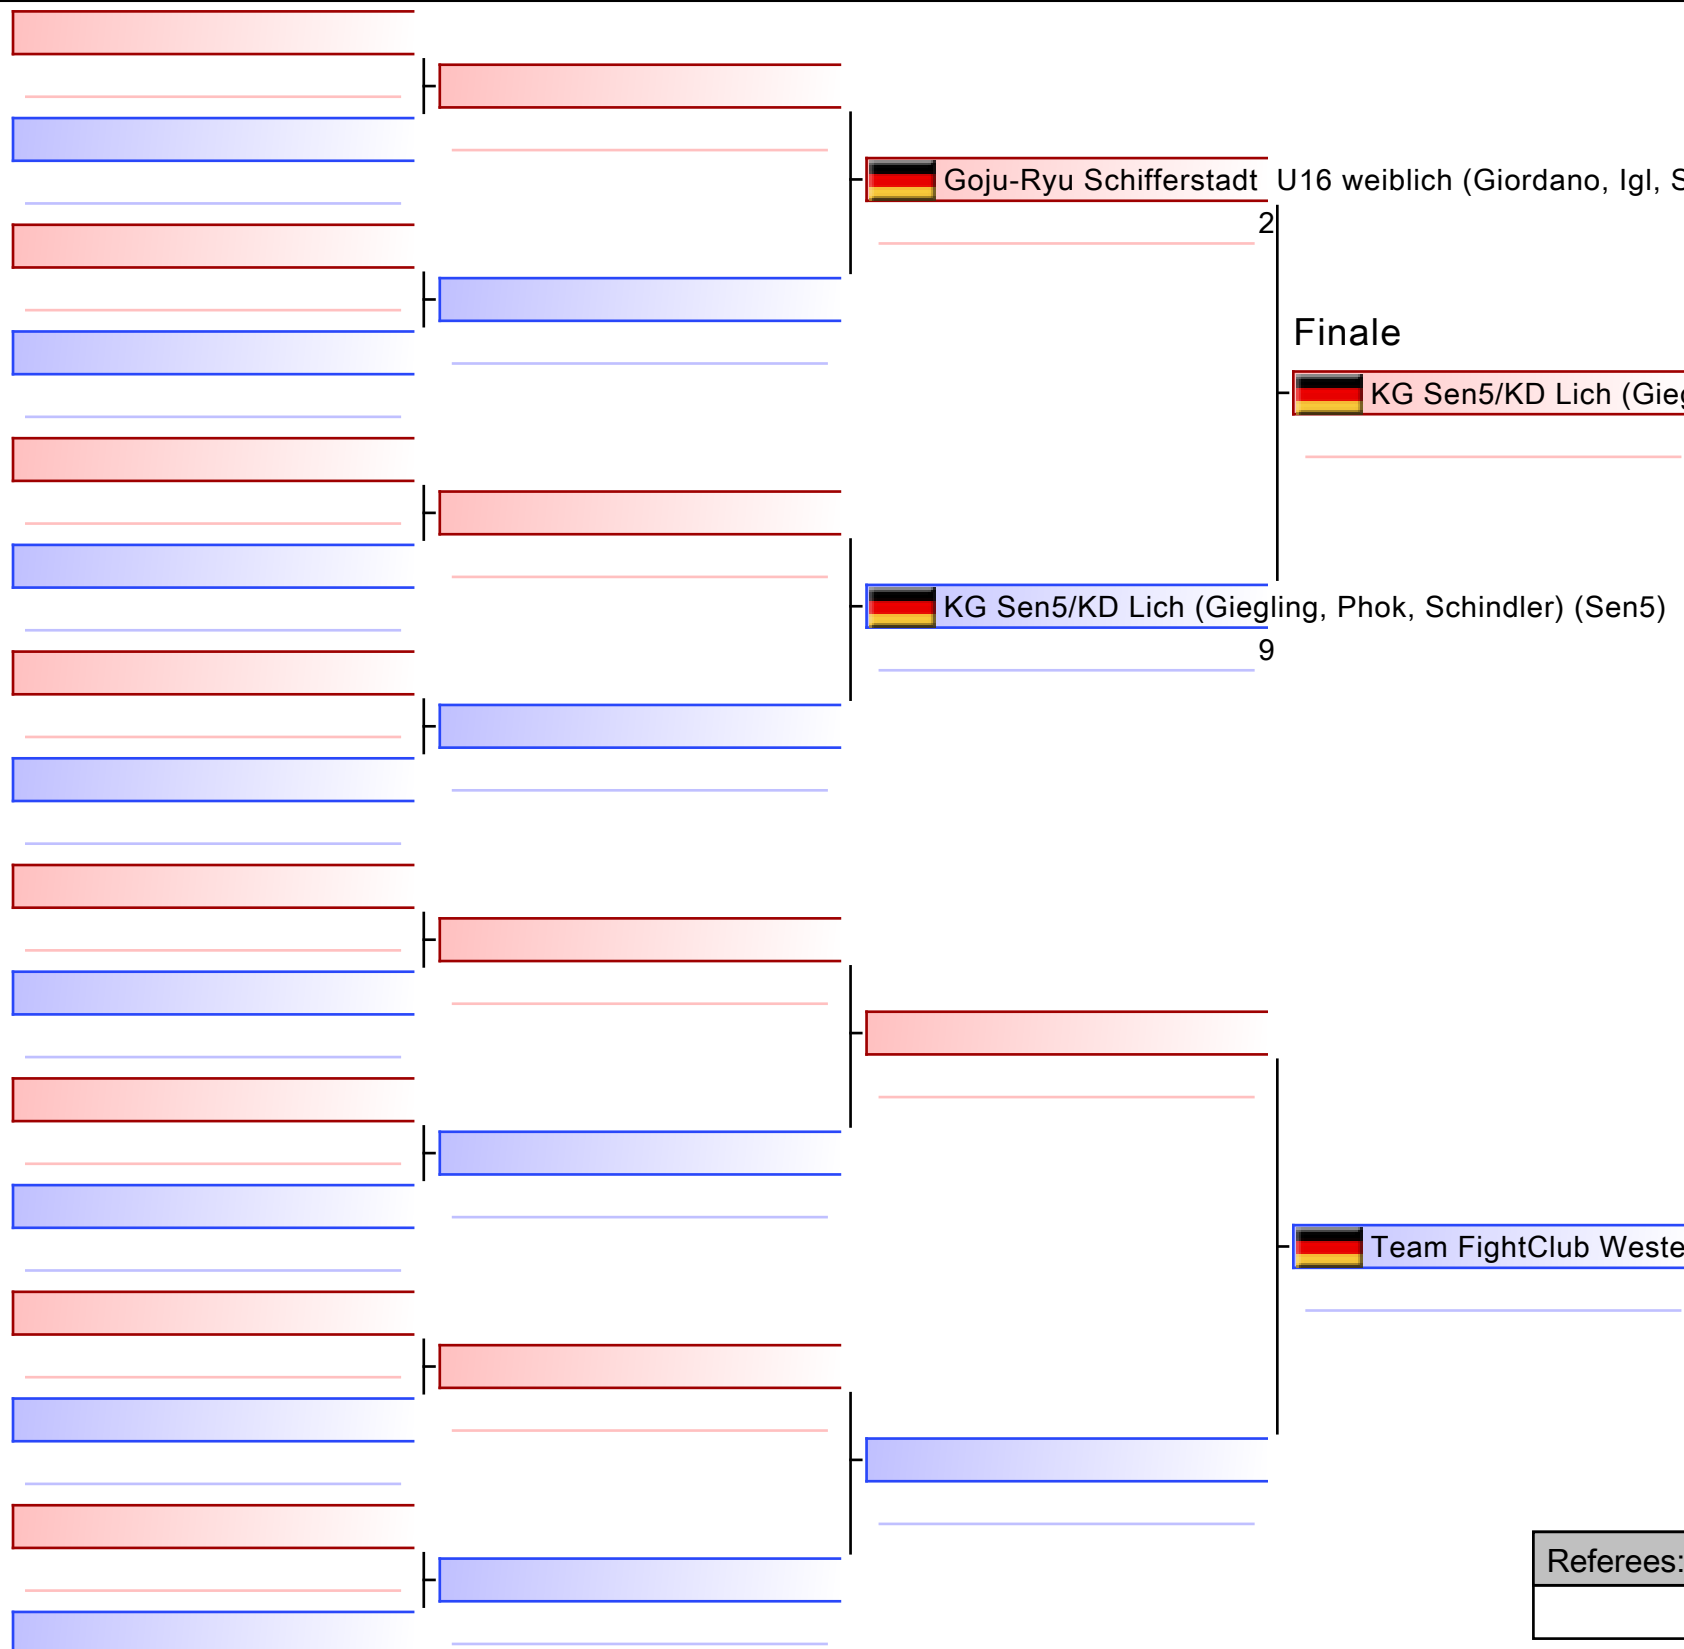 Goju-Ryu Schifferstadt U16 weiblich (Giordano, Igl, S
2
Finale
KG Sen5/KD Lich (Gieg
KG Sen5/KD Lich (Giegling, Phok, Schindler) (Sen5)
9
Team FightClub Weste
Referees: